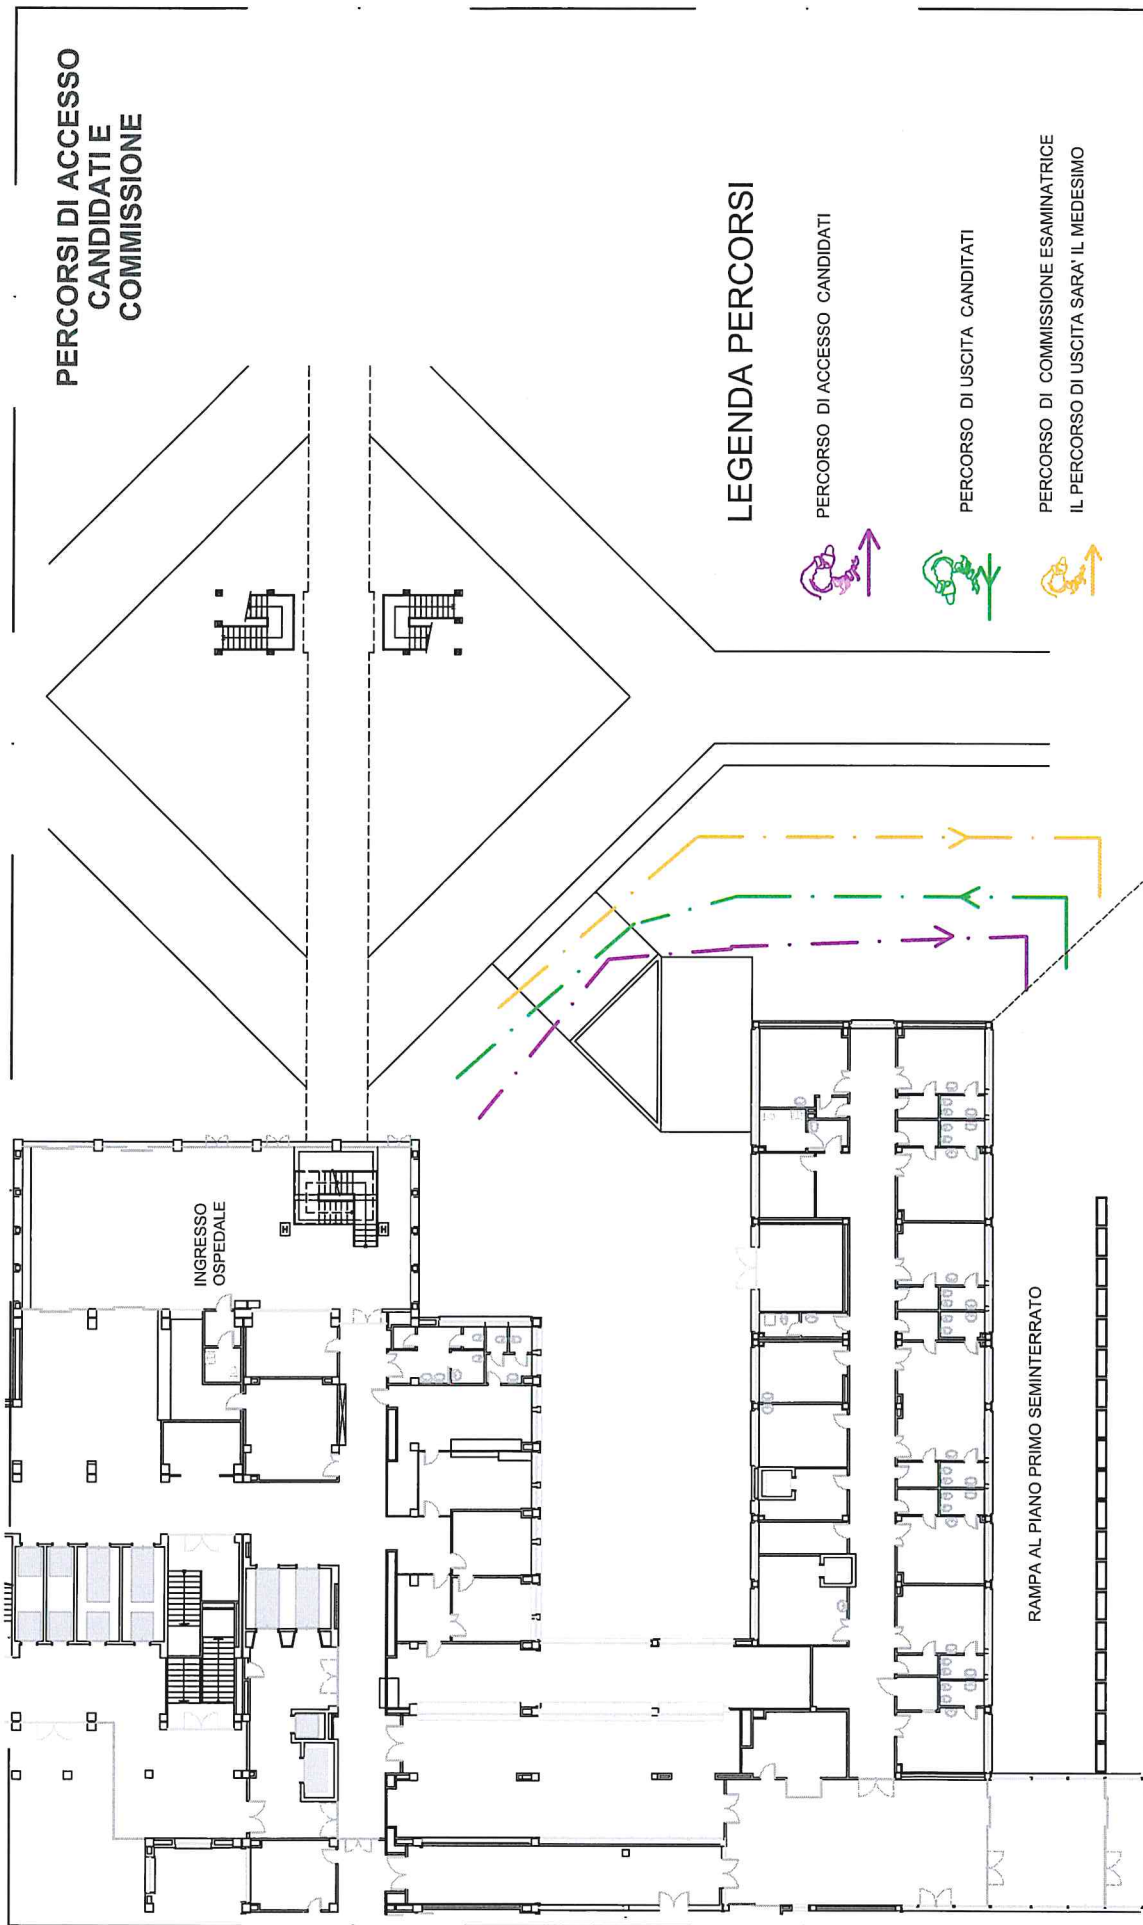 PERCORSI DI ACCESSO
CANDIDATI E
COMMISSIONE
LEGENDA PERCORSI
PERCORSO DI ACCESSO CANDIDATI
PERCORSO DI USCITA CANDITATI
PERCORSO DI COMMISSIONE ESAMINATRICE
IL PERCORSO DI USCITA SARA' IL MEDESIMO
INGRESSO
OSPEDALE
H
H
RAMPA AL PIANO PRIMO SEMINTERRATO